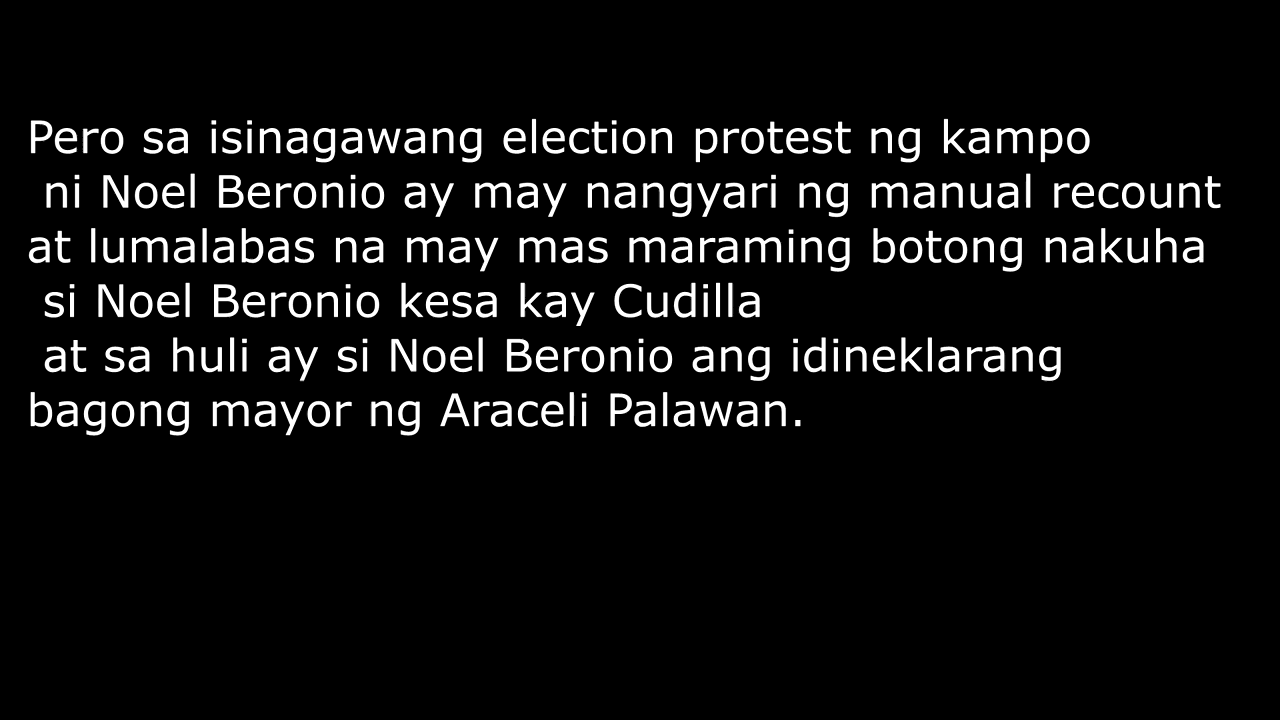 Pero sa isinagawang election protest ng kampo
ni Noel Beronio ay may nangyari ng manual recount
at lumalabas na may mas maraming botong nakuha
si Noel Beronio kesa kay Cudilla
at sa huli ay si Noel Beronio ang idineklarang
bagong mayor ng Araceli Palawan.